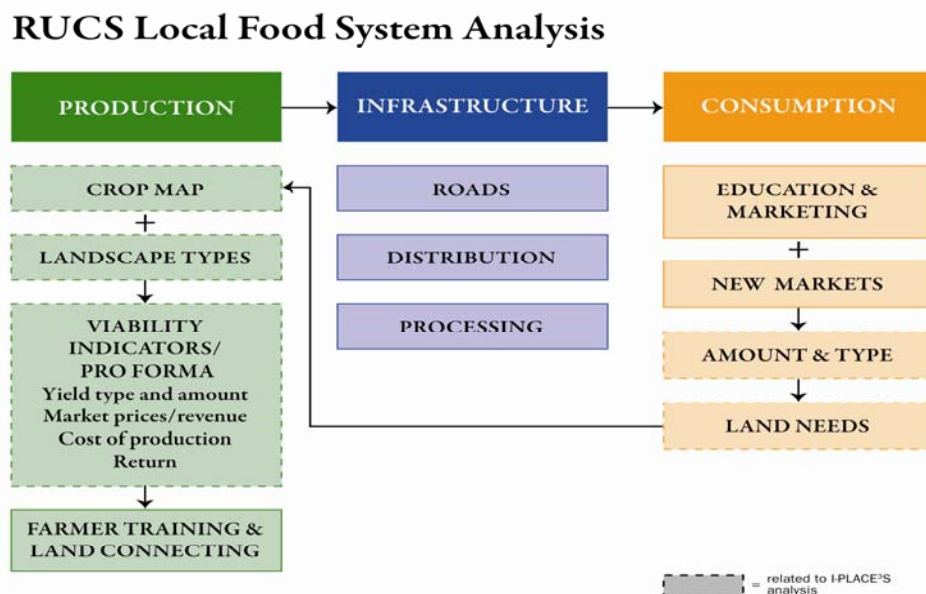 RUCS Local Food System Analysis
PRODUCTION
INFRASTRUCTURE
CONSUMPTION
CROP MAP
+
LANDSCAPE TYPES
VIABILITY
INDICATORS/
PRO FORMA
Yield type and amount
Market prices/revenue
Cost of production
Return
FARMER TRAINING &
LAND CONNECTING
ROADS
DISTRIBUTION
PROCESSING
EDUCATION &
MARKETING
+
NEW MARKETS
AMOUNT & TYPE
LAND NEEDS
= related to I-PLACE³S
analysis